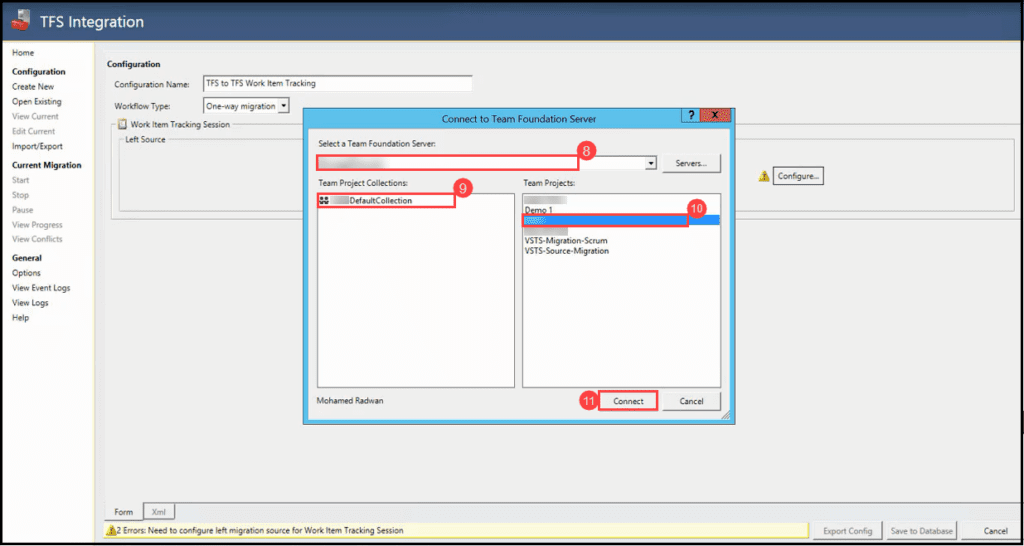 TFS Integration
Home
Configuration
Create New
Open Existing
View Current
Edit Current
Import/Export
Current Migration
Start
Stop
Pause
View Progress
View Conflicts
General
Options
View Event Logs
View Logs
Help
Configuration
Configuration Name: TFS to TFS Work Item Tracking
Workflow Type: One-way migration
Work Item Tracking Session
Left Source
Configure...
Connect to Team Foundation Server
? X
Select a Team Foundation Server:
8
Servers...
Team Project Collections:
9
DefaultCollection
Team Projects:
Demo 1
10
VSTS-Migration-Scrum
VSTS-Source-Migration
Mohamed Radwan
11
Connect
Cancel
Form
Xml
2 Errors: Need to configure left migration source for Work Item Tracking Session
Export Config
Save to Database
Cancel